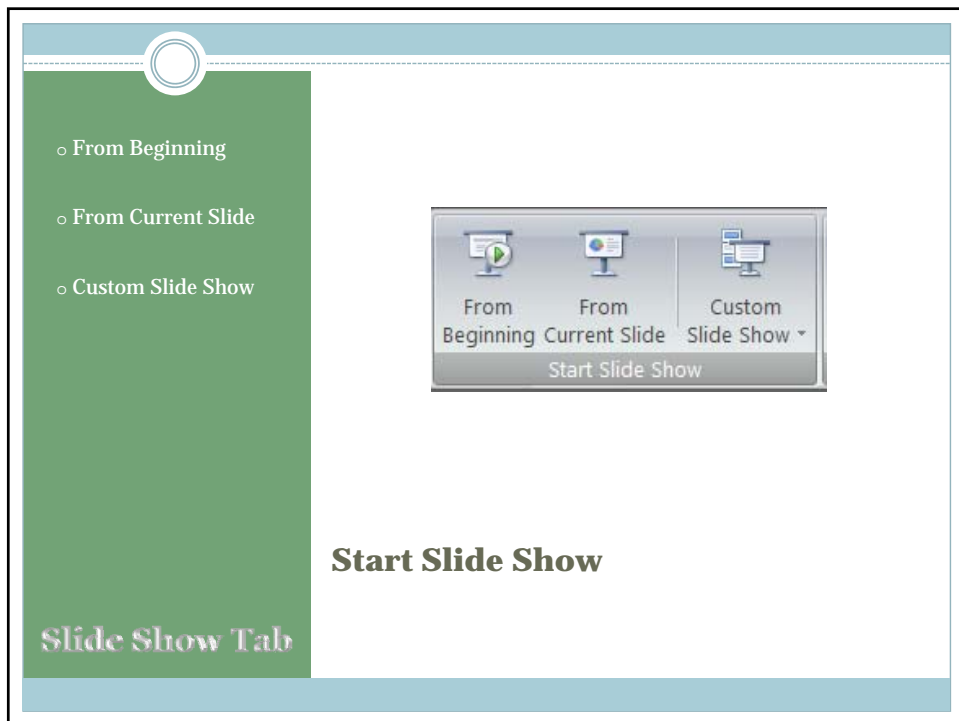 o From Beginning
o From Current Slide
o Custom Slide Show
Slide Show Tab
From Beginning
From Current Slide
Custom Slide Show
Start Slide Show
Start Slide Show